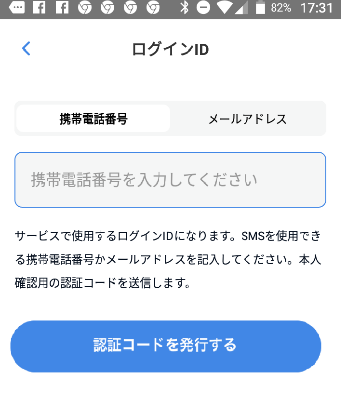 82% 17:31
ログインID
携帯電話番号 メールアドレス
携帯電話番号を入力してください
サービスで使用するログインIDになります。SMSを使用でき
る携帯電話番号かメールアドレスを記入してください。本人
確認用の認証コードを送信します。
認証コードを発行する